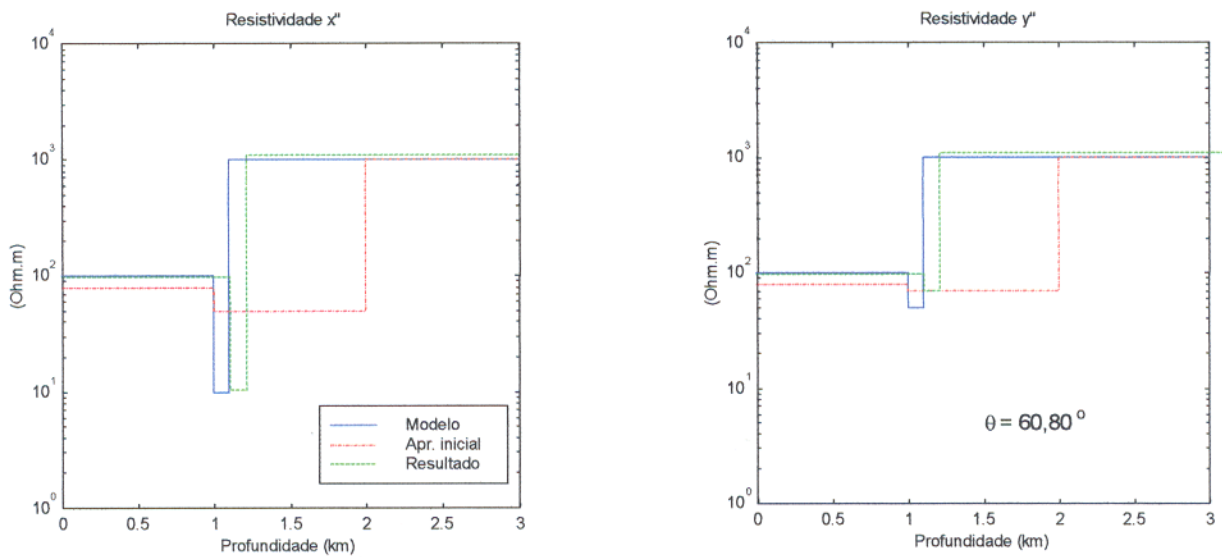 Resistividade x"
10^4
10^3
10^2
10^1
10^0
(Ohm.m)
0
0.5
1
1.5
2
2.5
3
Profundidade (km)
Modelo
Apr. inicial
Resultado
Resistividade y"
10^4
10^3
10^2
10^1
10^0
(Ohm.m)
θ = 60,80 º
0
0.5
1
1.5
2
2.5
3
Profundidade (km)